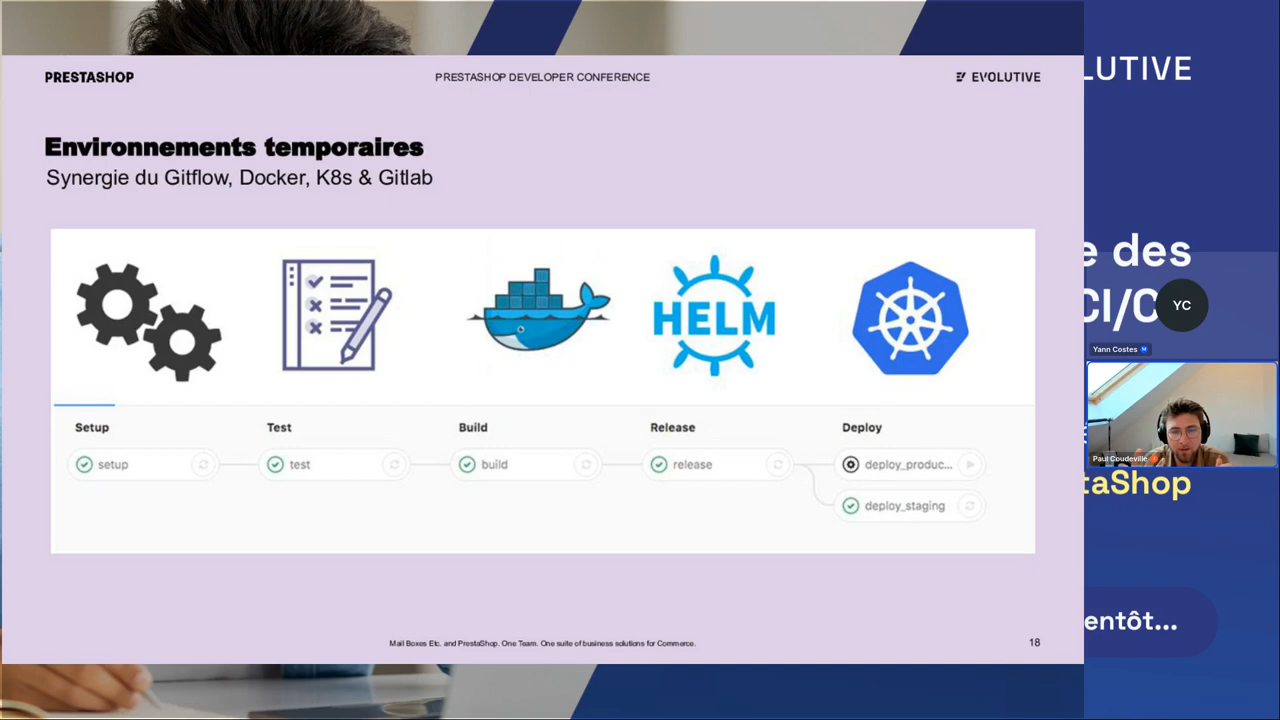 PRESTASHOP
PRESTASHOP DEVELOPER CONFERENCE
EVOLUTIVE
Environnements temporaires
Synergie du Gitflow, Docker, K8s & Gitlab
HELM
Setup
Test
Build
Release
Deploy
setup
test
build
release
deploy_produc...
deploy_staging
Mail Boxes Etc. and PrestaShop. One Team. One suite of business solutions for Commerce.
18
LUTIVE
e des
CI/C
YC
Yann Costes
Paul Coudeville
taShop
entôt...